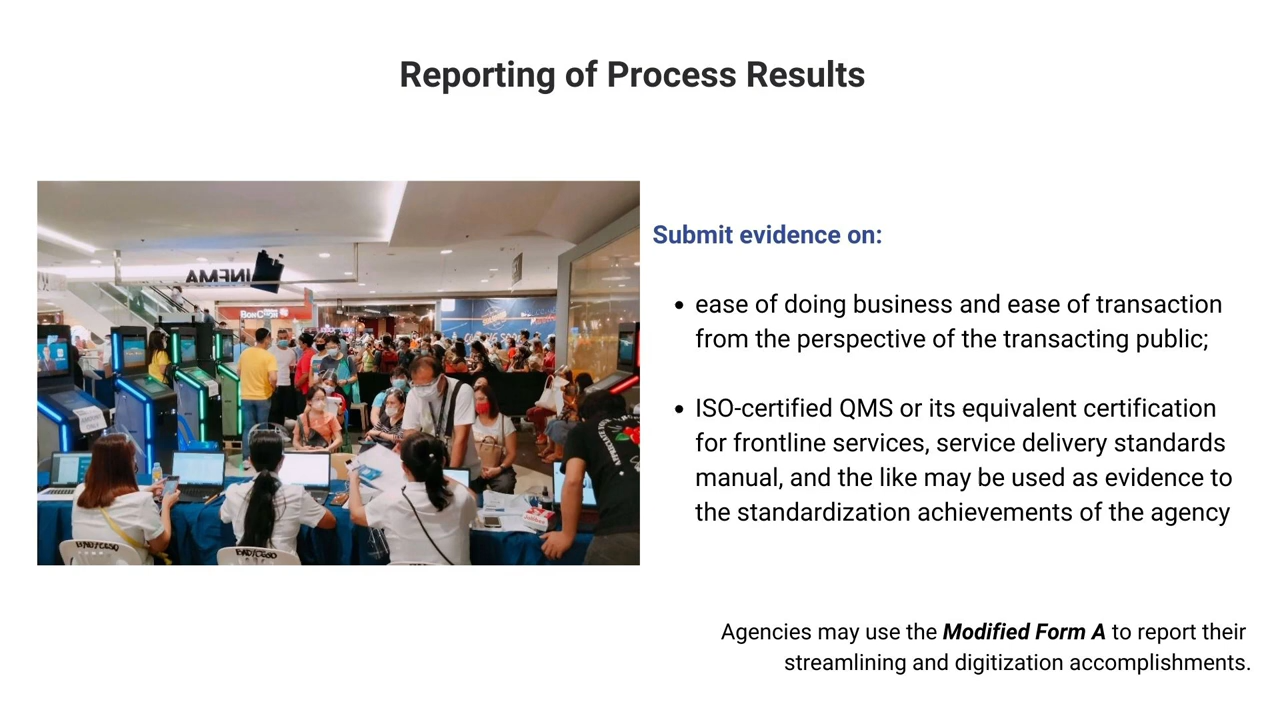 Reporting of Process Results
CINEMA
BONCHON
Submit evidence on:
• ease of doing business and ease of transaction
from the perspective of the transacting public;
• ISO-certified QMS or its equivalent certification
for frontline services, service delivery standards
manual, and the like may be used as evidence to
the standardization achievements of the agency
Agencies may use the Modified Form A to report their
streamlining and digitization accomplishments.